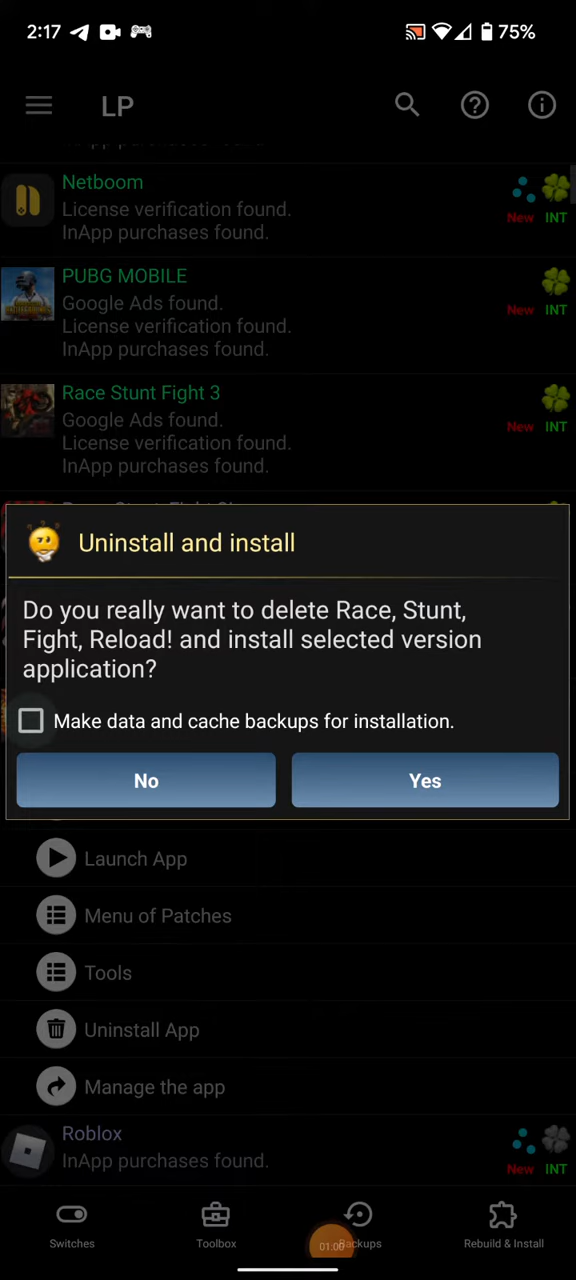 2:17
75%
LP
Netboom
License verification found.
InApp purchases found.
New INT
PUBG MOBILE
Google Ads found.
License verification found.
InApp purchases found.
New INT
Race Stunt Fight 3
Google Ads found.
License verification found.
InApp purchases found.
New INT
Uninstall and install
Do you really want to delete Race, Stunt,
Fight, Reload! and install selected version
application?
Make data and cache backups for installation.
No
Yes
Launch App
Menu of Patches
Tools
Uninstall App
Manage the app
Roblox
InApp purchases found.
New INT
Switches
Toolbox
01:00
Backups
Rebuild & Install